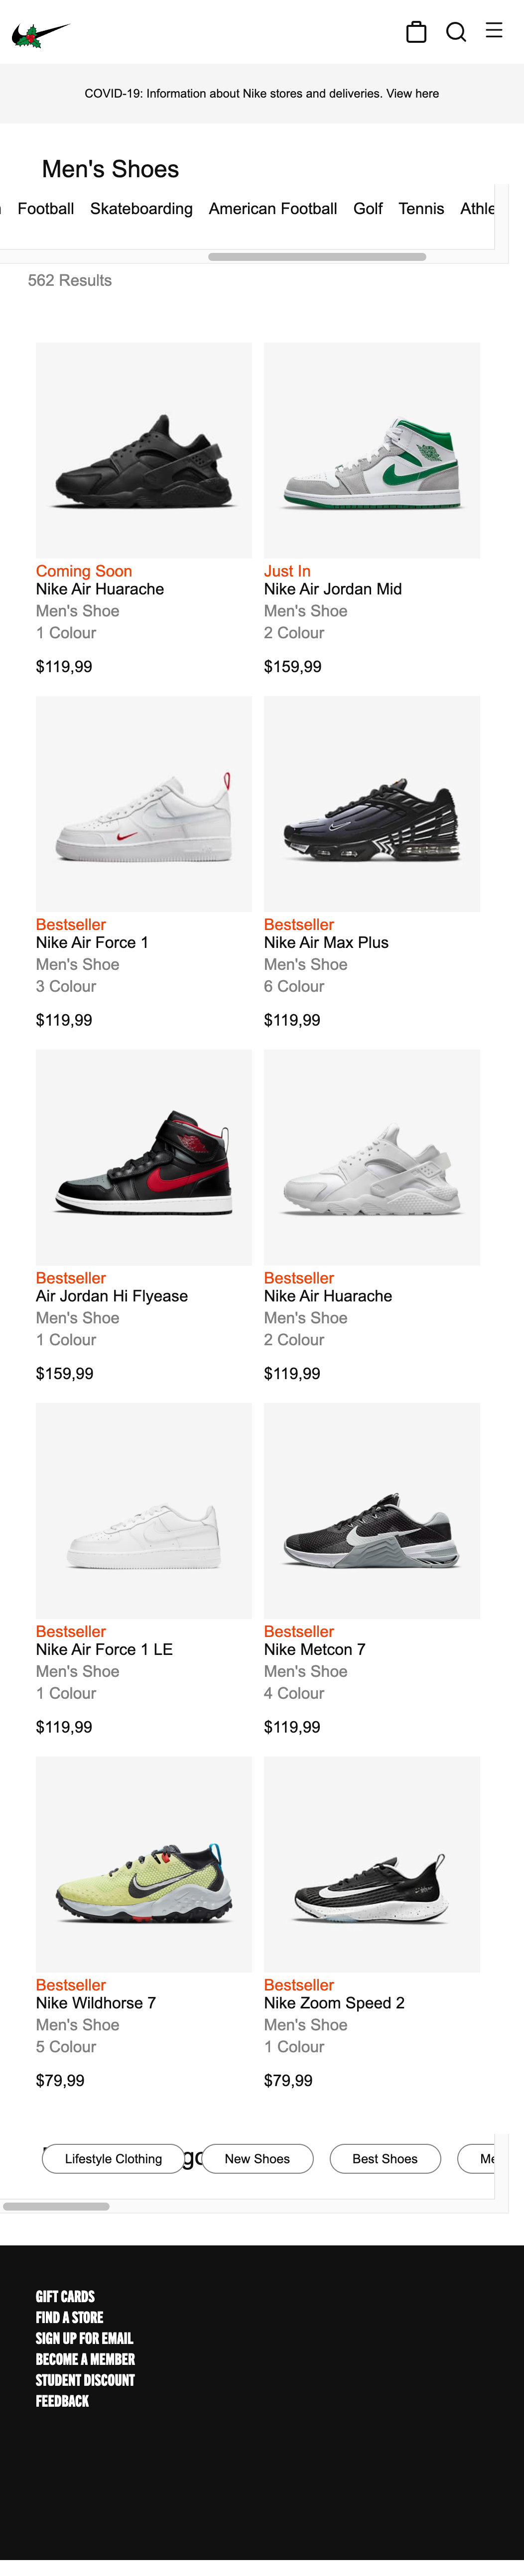 COVID-19: Information about Nike stores and deliveries. View here
Men's Shoes
Football Skateboarding American Football Golf Tennis Athle
562 Results
Coming Soon
Nike Air Huarache
Men's Shoe
1 Colour
$119,99
Just In
Nike Air Jordan Mid
Men's Shoe
2 Colour
$159,99
Bestseller
Nike Air Force 1
Men's Shoe
3 Colour
$119,99
Bestseller
Nike Air Max Plus
Men's Shoe
6 Colour
$119,99
Bestseller
Air Jordan Hi Flyease
Men's Shoe
1 Colour
$159,99
Bestseller
Nike Air Huarache
Men's Shoe
2 Colour
$119,99
Bestseller
Nike Air Force 1 LE
Men's Shoe
1 Colour
$119,99
Bestseller
Nike Metcon 7
Men's Shoe
4 Colour
$119,99
Bestseller
Nike Wildhorse 7
Men's Shoe
5 Colour
$79,99
Bestseller
Nike Zoom Speed 2
Men's Shoe
1 Colour
$79,99
Lifestyle Clothing New Shoes Best Shoes Me
GIFT CARDS
FIND A STORE
SIGN UP FOR EMAIL
BECOME A MEMBER
STUDENT DISCOUNT
FEEDBACK